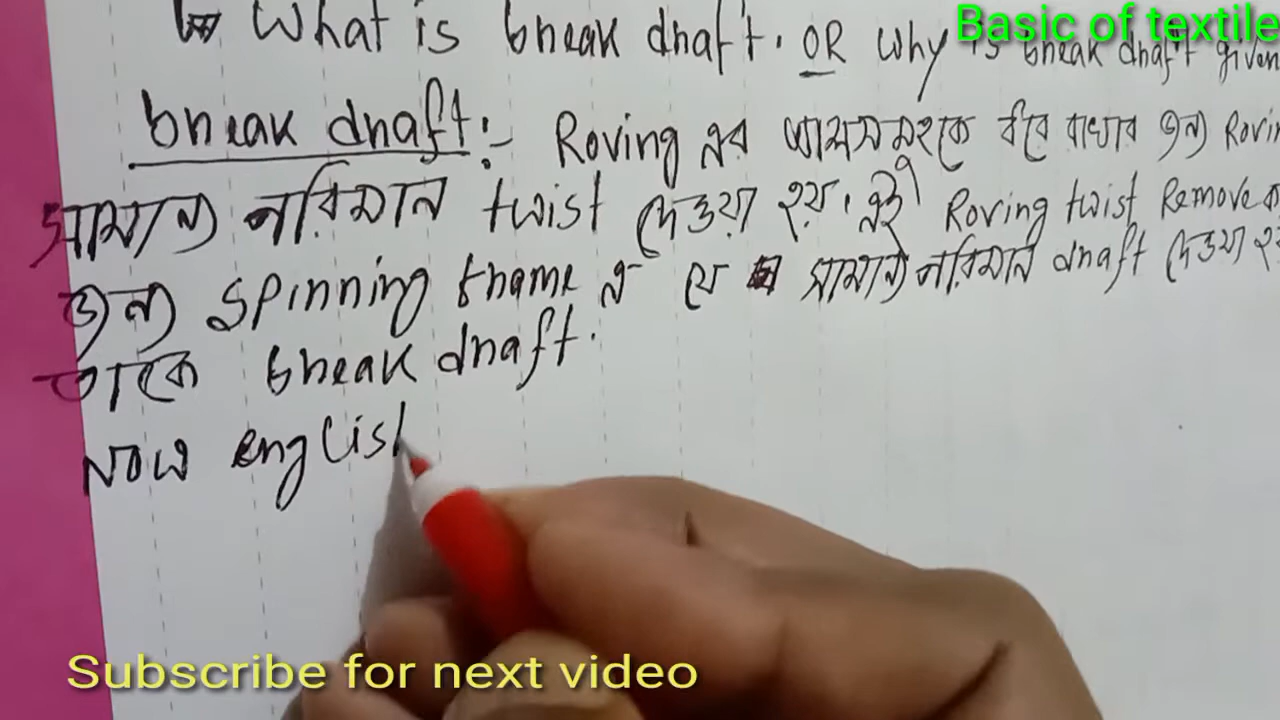 Basic of textile
What is break draft. OR Why is break draft given
break draft:- Roving এর আঁশসমূহকে ধরে রাখার জন্য Rovin
সামান্য পরিমান twist দেওয়া হয়। এই Roving twist Remove ক
জন্য spinning frame এ যে সামান্য পরিমান draft দেওয়া হয়
তাকে break draft.
Now english
Subscribe for next video